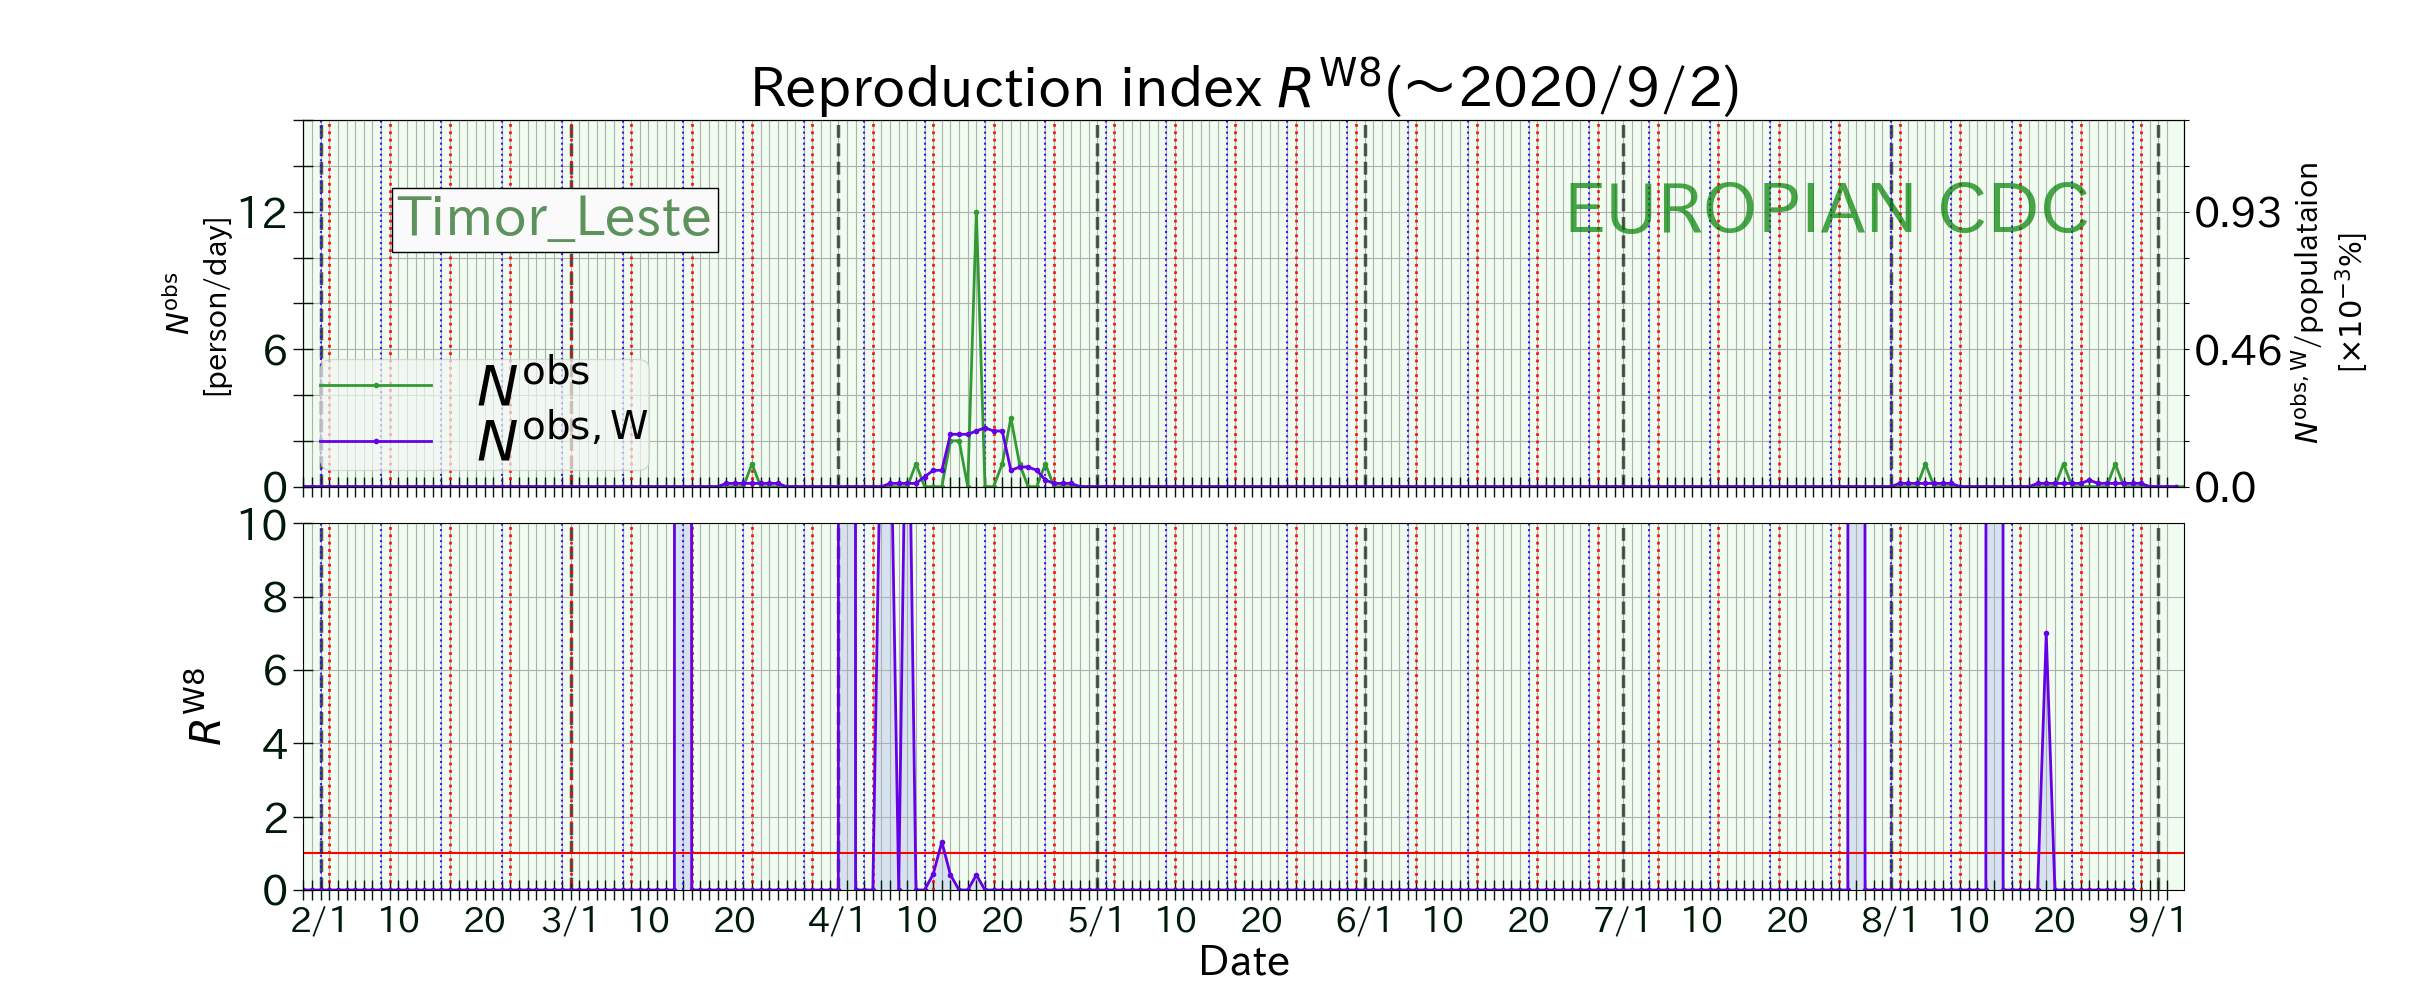 Reproduction index R^W8(～2020/9/2)
Timor_Leste
EUROPIAN CDC
N^obs
[person/day]
12
6
0
N^obs
N^obs, W
0.93
0.46
0.0
N^obs, W/populataion
[×10^−3%]
R^W8
10
8
6
4
2
0
2/1 10 20 3/1 10 20 4/1 10 20 5/1 10 20 6/1 10 20 7/1 10 20 8/1 10 20 9/1
Date